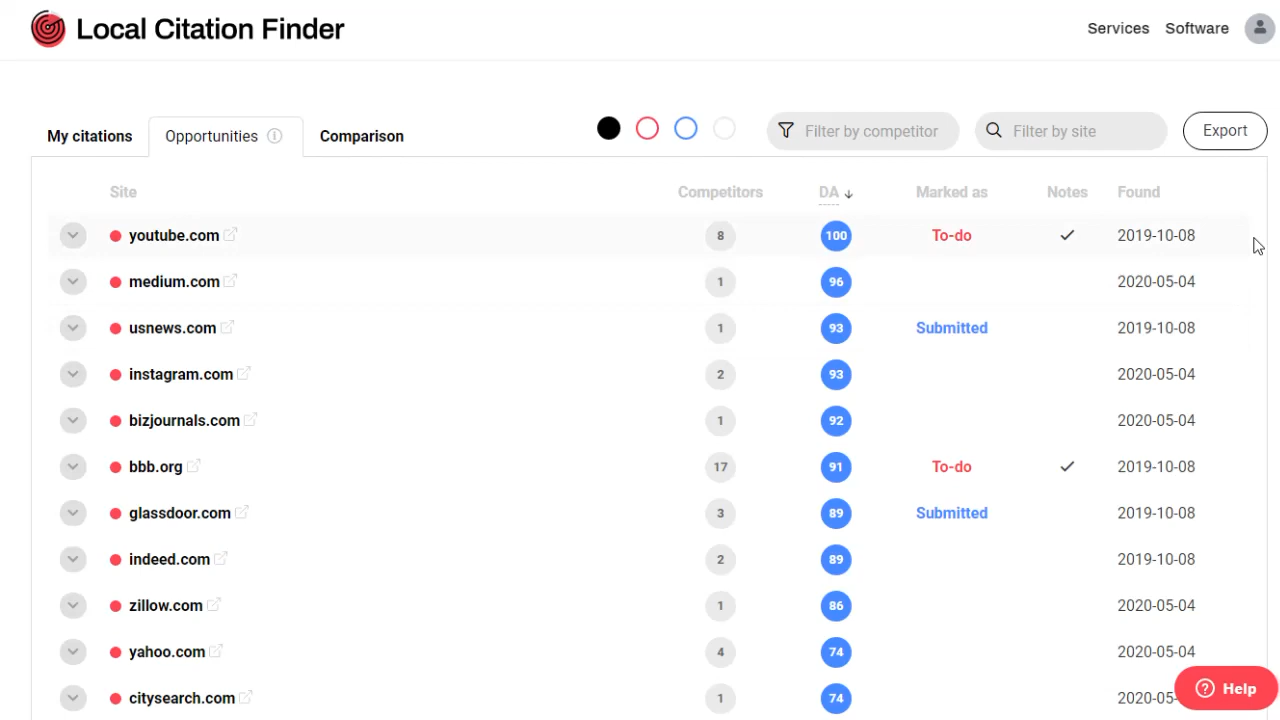 Local Citation Finder
Services Software
My citations Opportunities Comparison Filter by competitor Filter by site Export
Site Competitors DA Marked as Notes Found
youtube.com 8 100 To-do 2019-10-08
medium.com 1 96 2020-05-04
usnews.com 1 93 Submitted 2019-10-08
instagram.com 2 93 2020-05-04
bizjournals.com 1 92 2020-05-04
bbb.org 17 91 To-do 2019-10-08
glassdoor.com 3 89 Submitted 2019-10-08
indeed.com 2 89 2019-10-08
zillow.com 1 86 2020-05-04
yahoo.com 4 74 2020-05-04
citysearch.com 1 74 2020-05-
Help